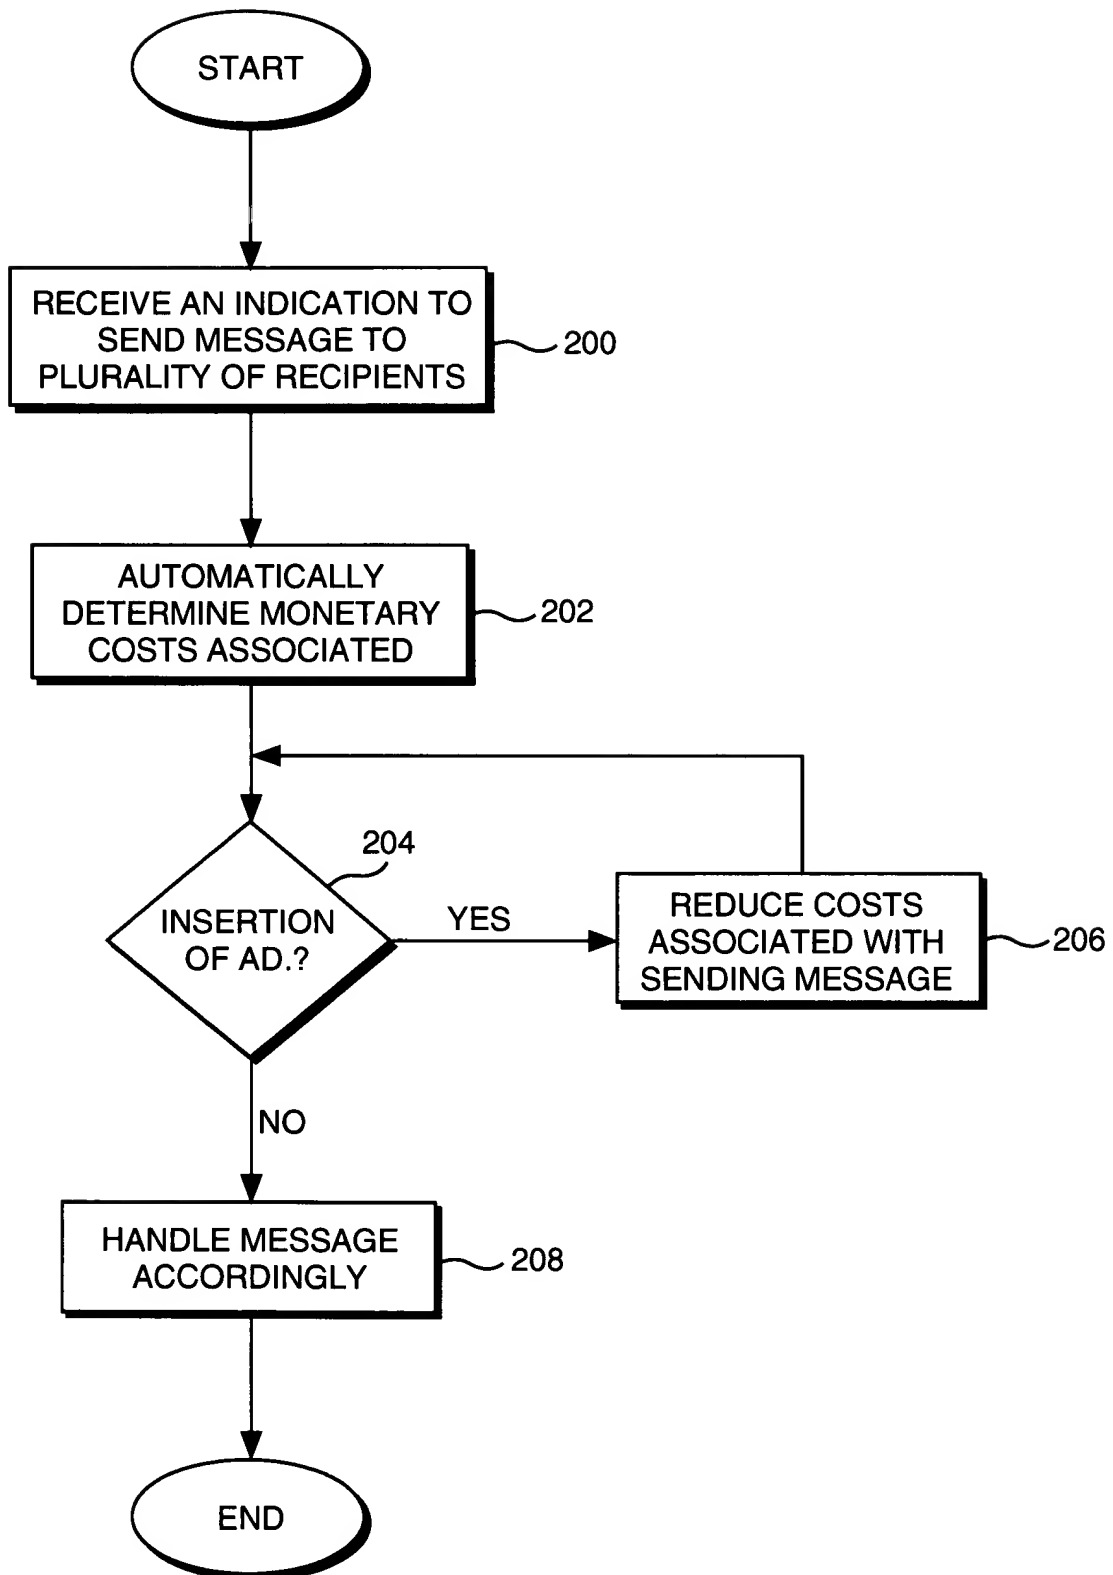 START
RECEIVE AN INDICATION TO
SEND MESSAGE TO
PLURALITY OF RECIPIENTS
200
AUTOMATICALLY
DETERMINE MONETARY
COSTS ASSOCIATED
202
204
INSERTION
OF AD.?
YES
REDUCE COSTS
ASSOCIATED WITH
SENDING MESSAGE
206
NO
HANDLE MESSAGE
ACCORDINGLY
208
END